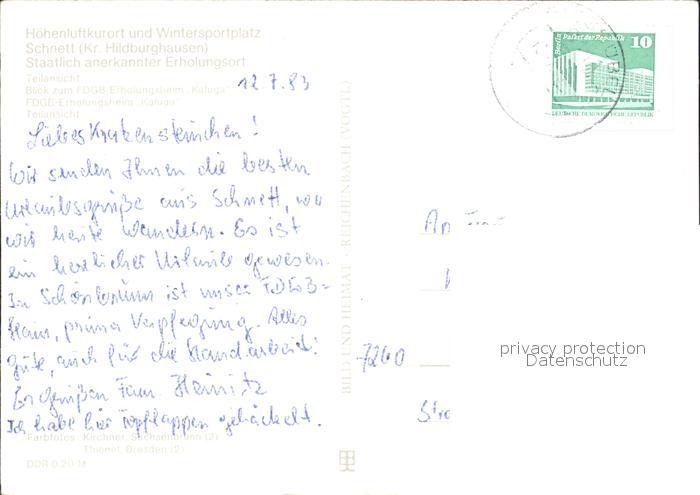 Höhenluftkurort und Wintersportplatz
Schnett (Kr. Hildburghausen)
Staatlich anerkannter Erholungsort
Teilansicht
Blick zum FDGB-Erholungsheim „Kaluga"
FDGB-Erholungsheim „Kaluga"
Teilansicht
12.7.83
Liebes
Wir senden Ihnen die besten
Urlaubsgrüße aus Schnett, wo
wir heute wandern. Es ist
ein herrlicher Urlaub gewesen.
In Schönbrunn ist unser FDGB-
Heim, prima Verpflegung. Alles
Gute, auch für die Handarbeit!
Es grüßen Fam. Heinitz
Ich habe hier Topflappen gehäkelt.
Farbfotos: Kirchner, Sachsenbrunn (2)
Thienel, Dresden (2)
DDR 0,20 M
BILD UND HEIMAT · REICHENBACH (VOGTL)
Berlin Palast der Republik 10
DEUTSCHE DEMOKRATISCHE REPUBLIK
An
7260
privacy protection
Datenschutz
Str